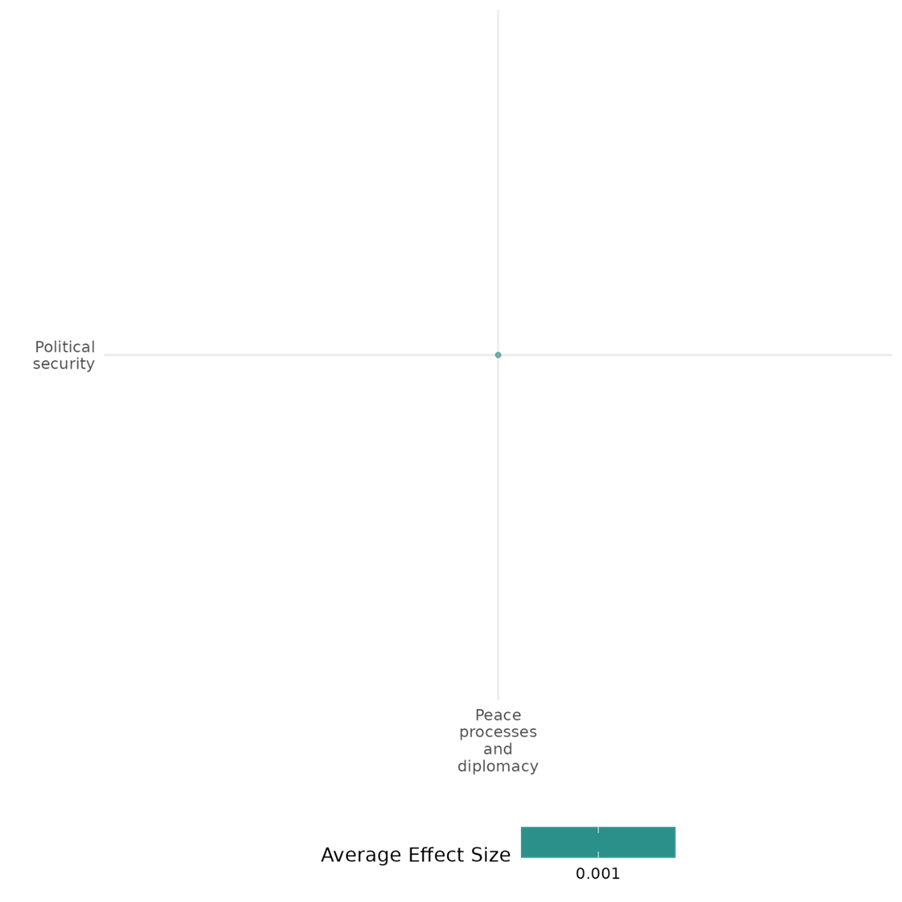 Political
security
Peace
processes
and
diplomacy
Average Effect Size
0.001